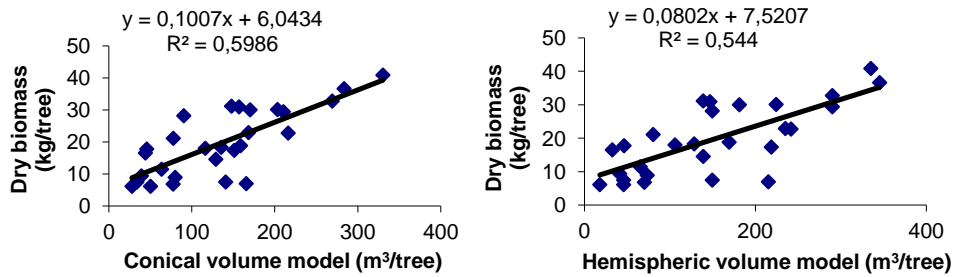 y = 0,1007x + 6,0434
R² = 0,5986
50
40
30
20
10
0
0
100
200
300
400
Dry biomass
(kg/tree)
Conical volume model (m³/tree)
y = 0,0802x + 7,5207
R² = 0,544
50
40
30
20
10
0
0
200
400
Dry biomass
(kg/tree)
Hemispheric volume model (m³/tree)